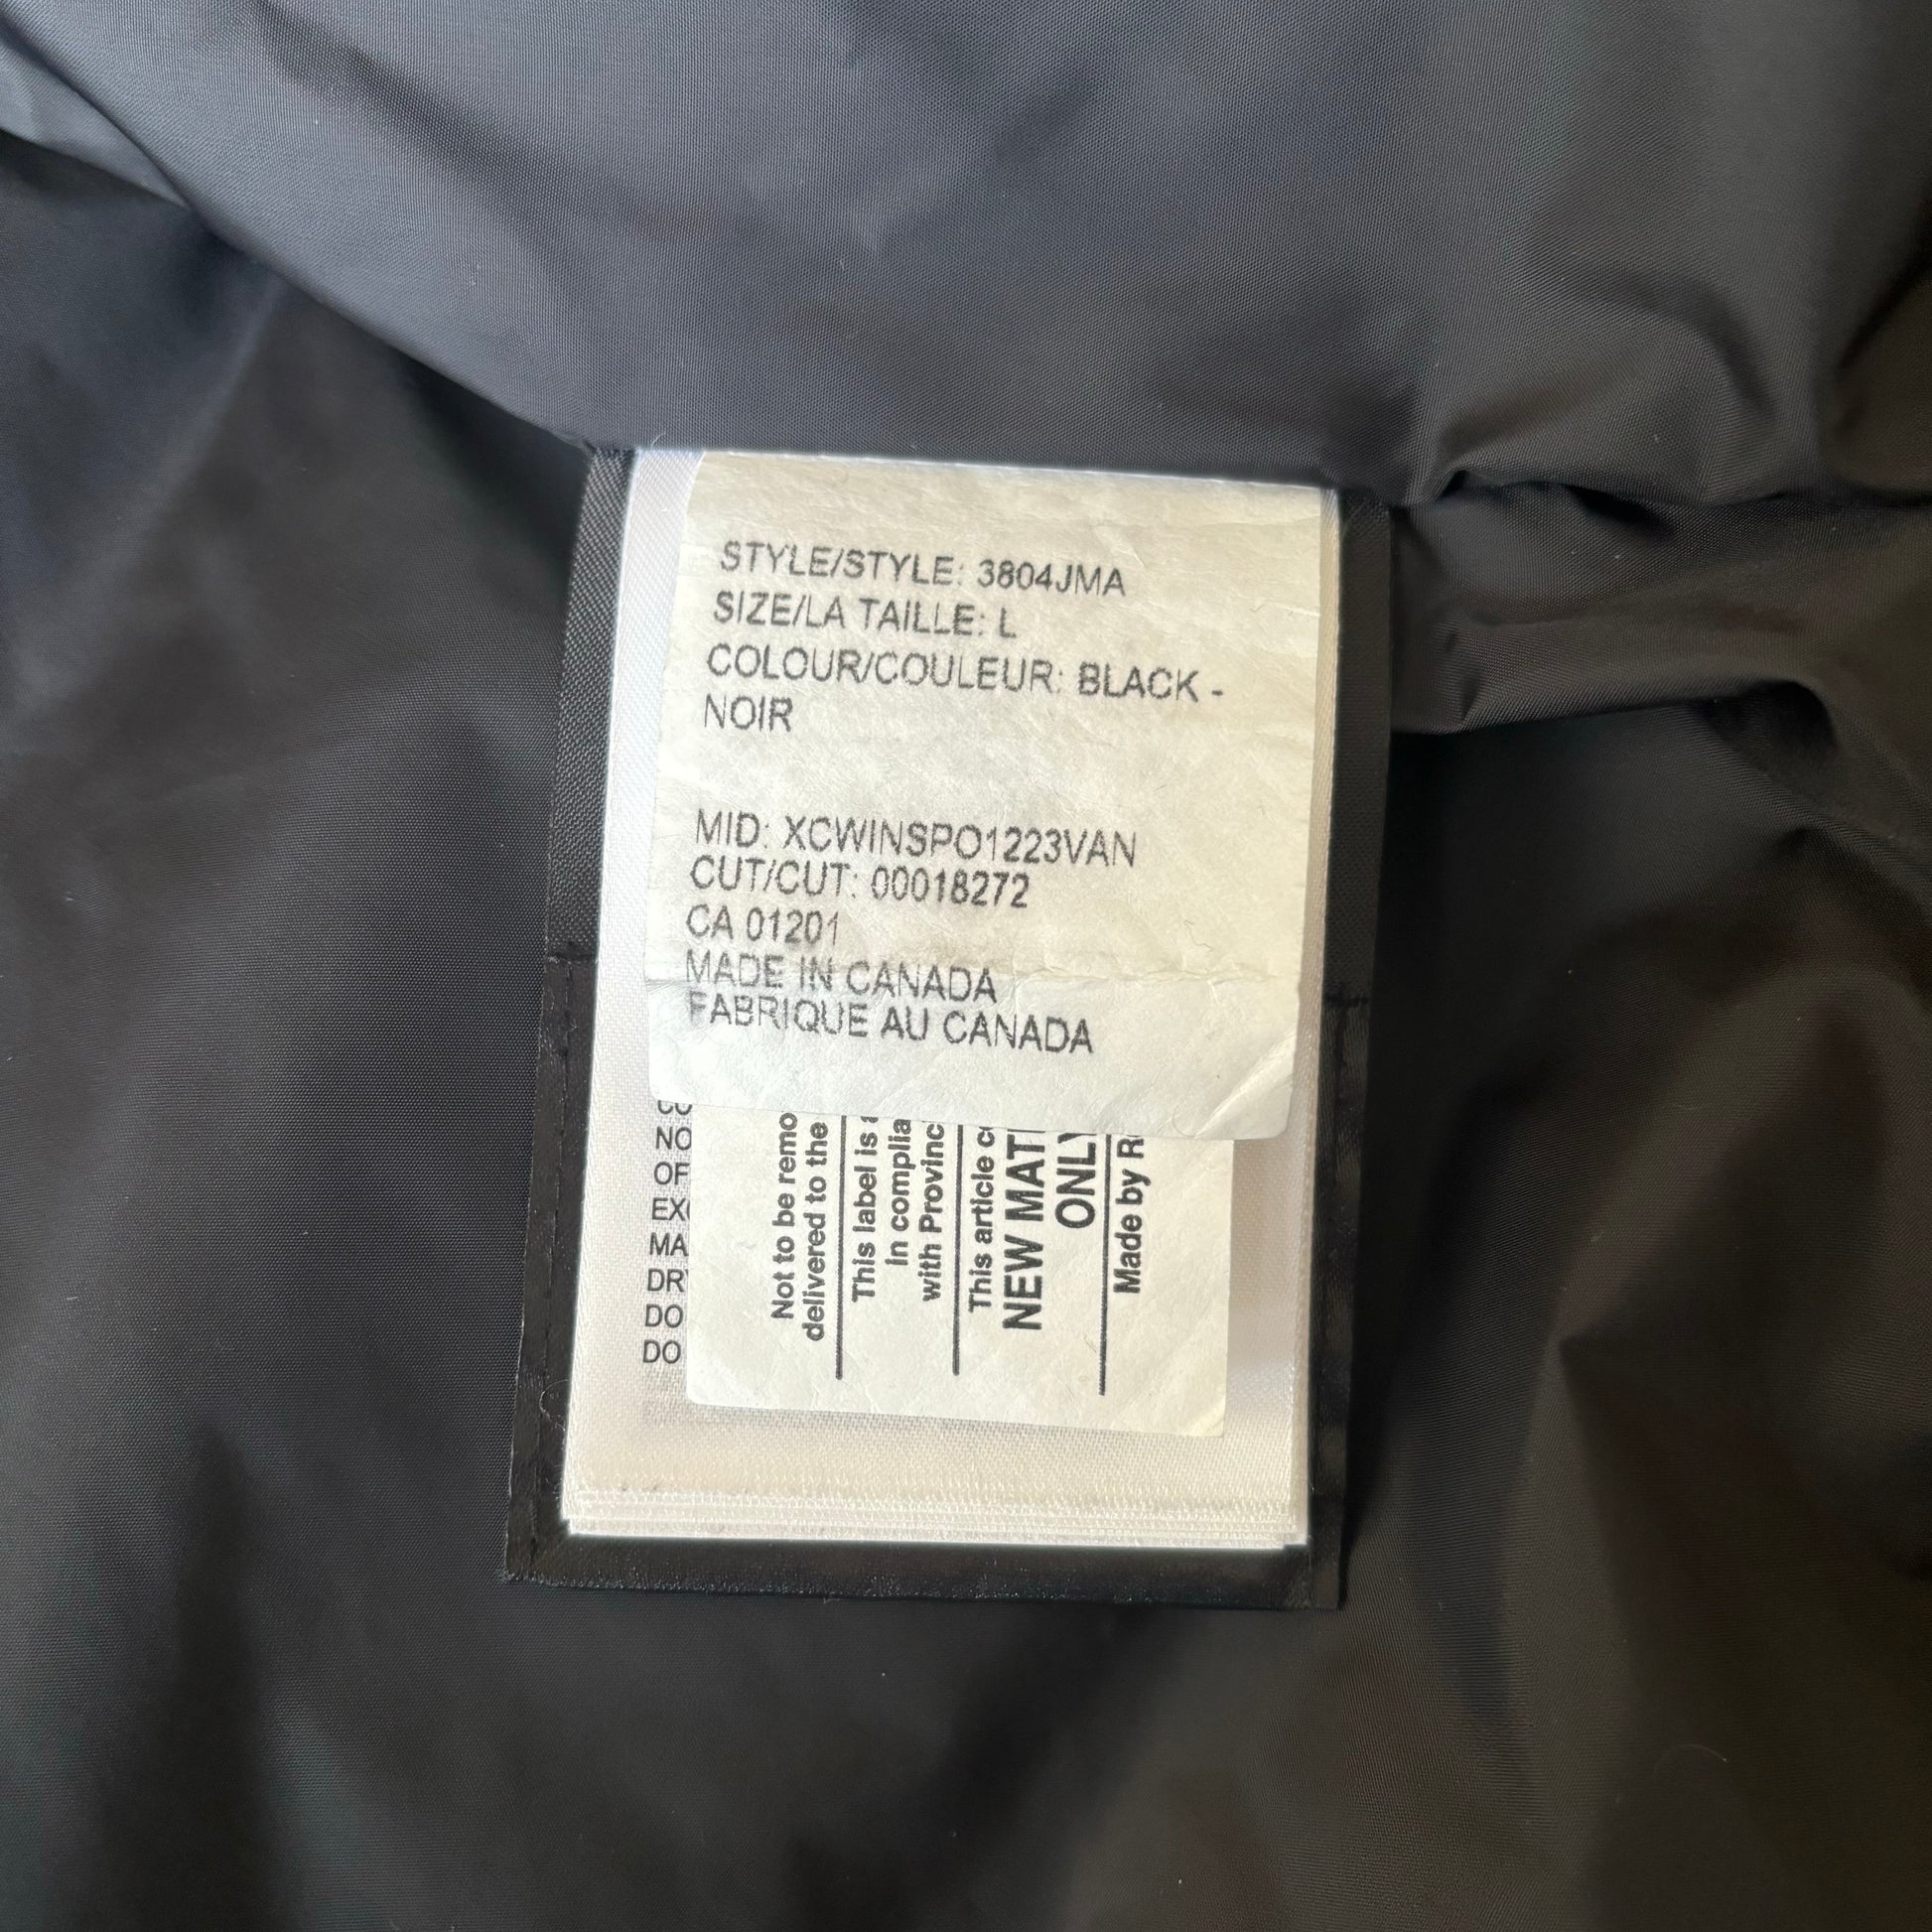 STYLE/STYLE: 3804JMA
SIZE/LA TAILLE: L
COLOUR/COULEUR: BLACK -
NOIR
MID: XCWINSPO1223VAN
CUT/CUT: 00018272
CA 01201
MADE IN CANADA
FABRIQUE AU CANADA
NO
OF
EX
MA
DR
DO
DO
Not to be remo
delivered to the
This label is
in complia
with Provinc
This article c
NEW MAT
ONLY
Made by R